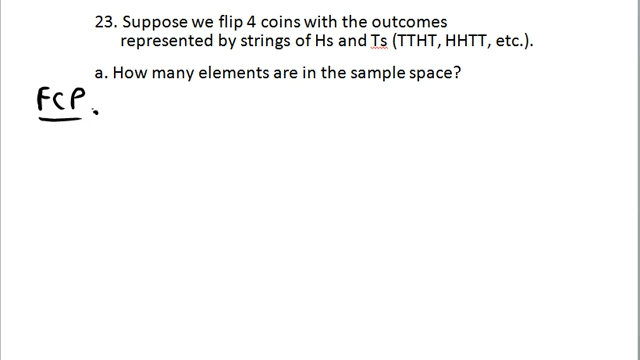 23. Suppose we flip 4 coins with the outcomes
represented by strings of Hs and Ts (TTHT, HHTT, etc.).
a. How many elements are in the sample space?
FCP.